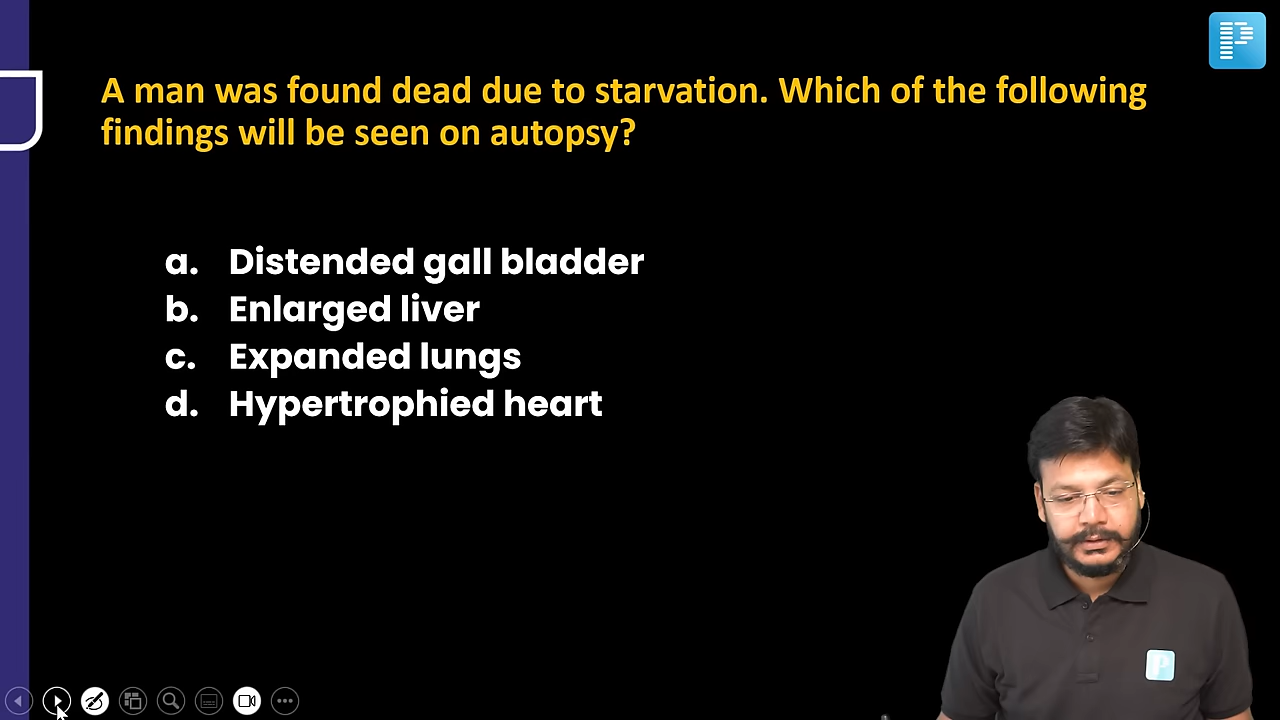 A man was found dead due to starvation. Which of the following
findings will be seen on autopsy?
a. Distended gall bladder
b. Enlarged liver
c. Expanded lungs
d. Hypertrophied heart